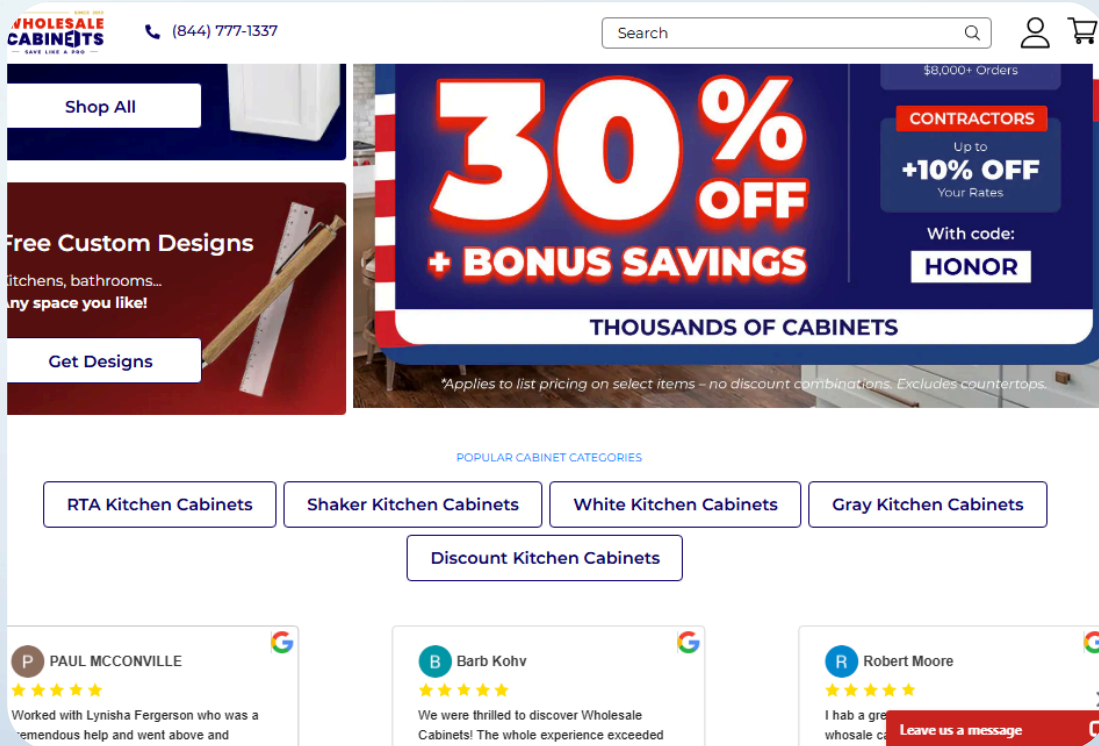 SINCE
WHOLESALE
CABINETS
SAVE LIKE A PRO
(844) 777-1337
Search
Shop All
Free Custom Designs
Kitchens, bathrooms...
Any space you like!
Get Designs
30% OFF
+ BONUS SAVINGS
$8,000+ Orders
CONTRACTORS
Up to
+10% OFF
Your Rates
With code:
HONOR
THOUSANDS OF CABINETS
*Applies to list pricing on select items – no discount combinations. Excludes countertops.
POPULAR CABINET CATEGORIES
RTA Kitchen Cabinets
Shaker Kitchen Cabinets
White Kitchen Cabinets
Gray Kitchen Cabinets
Discount Kitchen Cabinets
P
PAUL MCCONVILLE
Worked with Lynisha Fergerson who was a
tremendous help and went above and
B
Barb Kohv
We were thrilled to discover Wholesale
Cabinets! The whole experience exceeded
R
Robert Moore
I hab a gre
whosale ca
Leave us a message